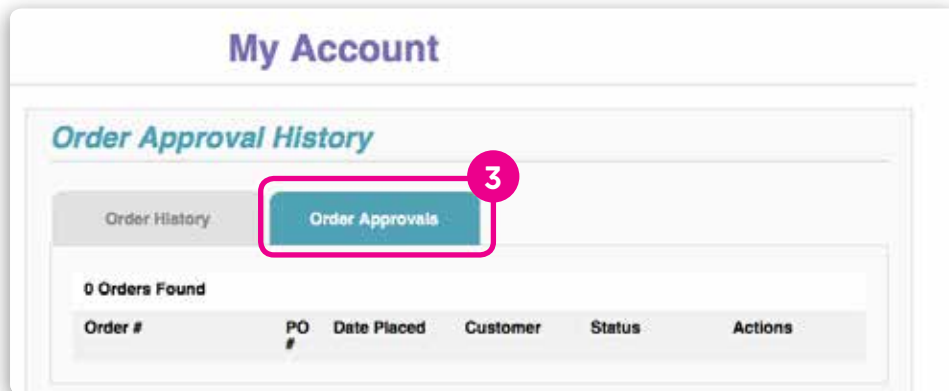 My Account
Order Approval History
3
Order History
Order Approvals
0 Orders Found
Order # PO # Date Placed Customer Status Actions